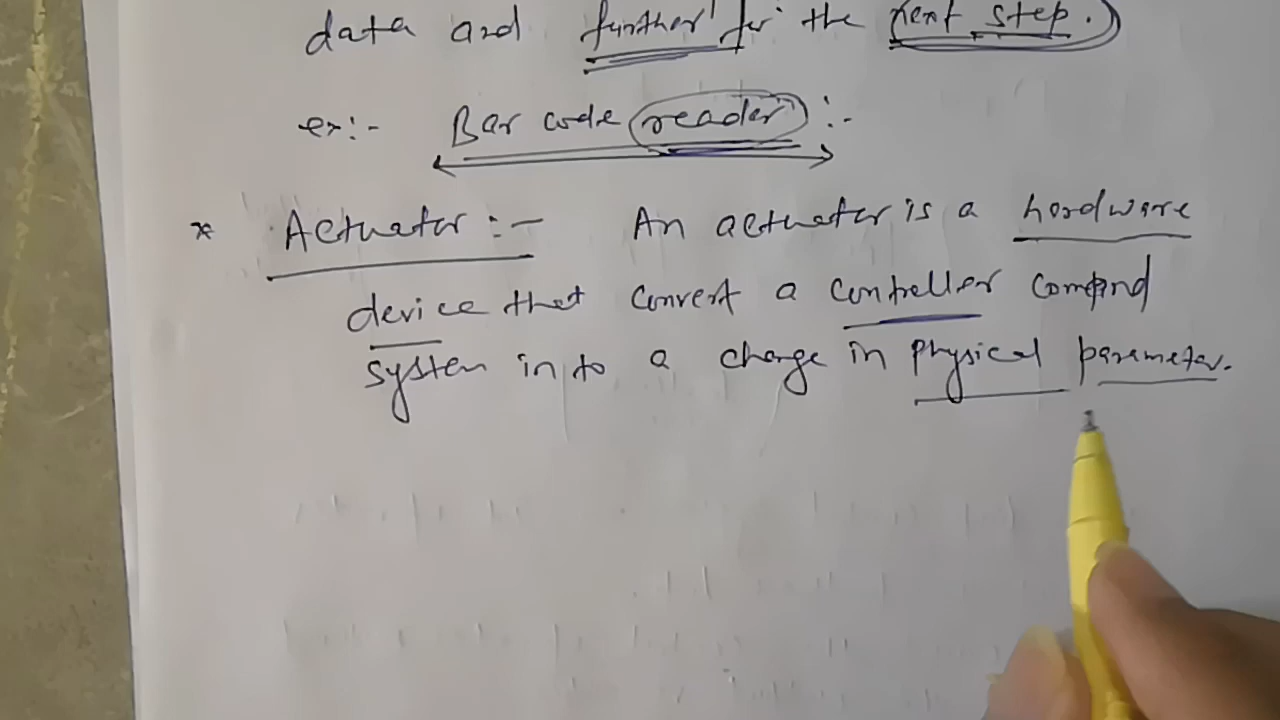 data and further for the next step.
ex:- Bar code reader :-
* Actuator :- An actuator is a hardware
device that convert a controller command
system in to a change in physical parameter.